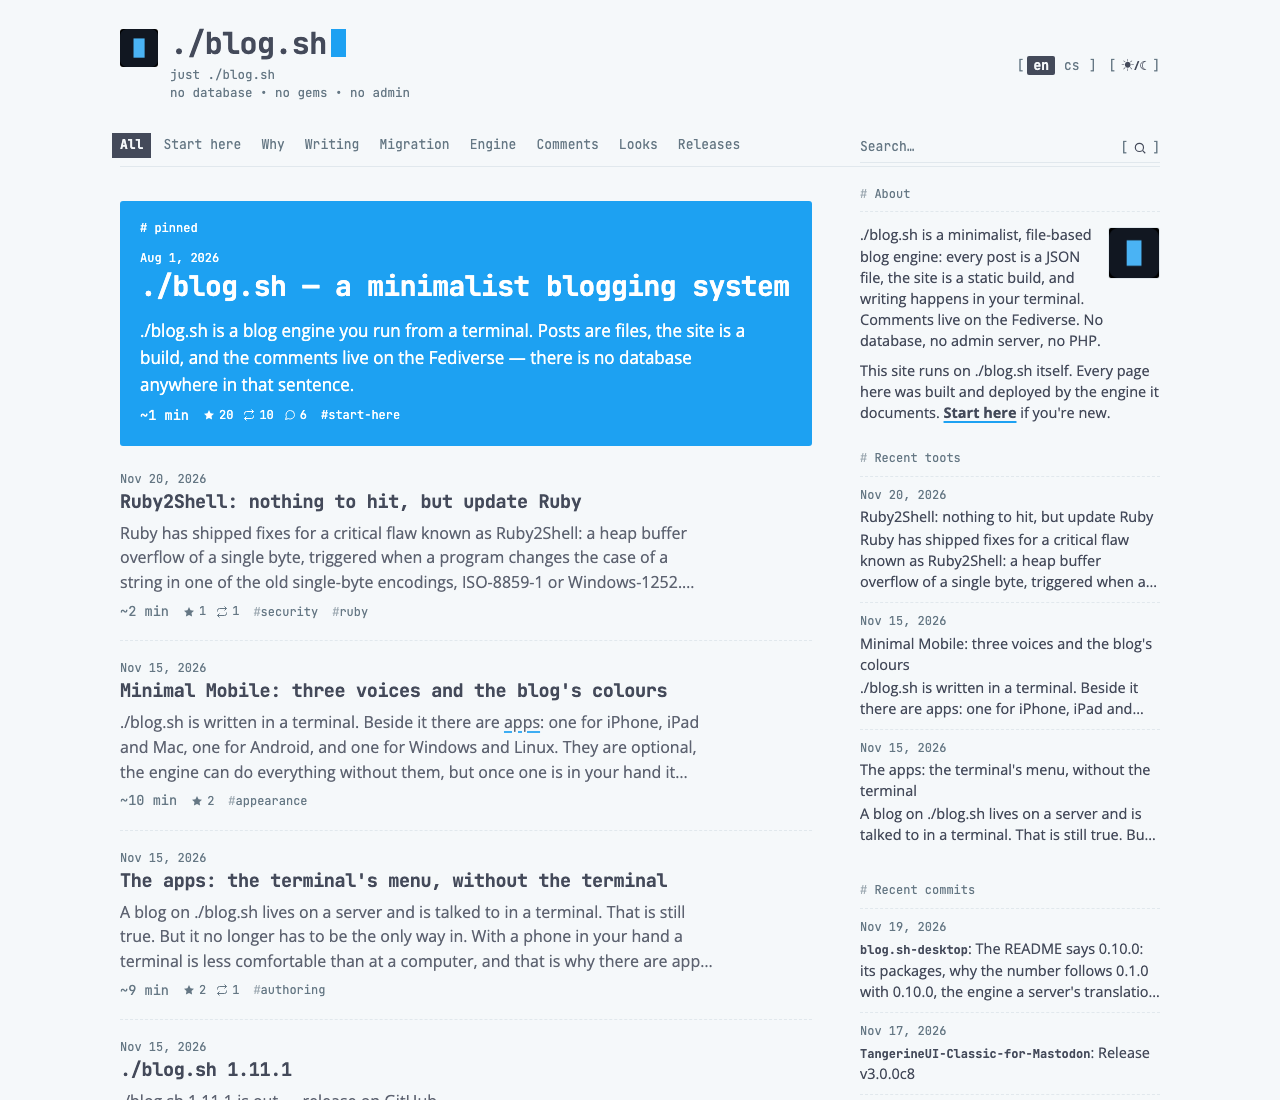 ./blog.sh
just ./blog.sh
no database • no gems • no admin
[ en cs ] [ ☀/☾ ]
All Start here Why Writing Migration Engine Comments Looks Releases
Search… [ ]
# pinned
Aug 1, 2026
./blog.sh — a minimalist blogging system
./blog.sh is a blog engine you run from a terminal. Posts are files, the site is a
build, and the comments live on the Fediverse — there is no database
anywhere in that sentence.
~1 min ★ 20 10 6 #start-here
Nov 20, 2026
Ruby2Shell: nothing to hit, but update Ruby
Ruby has shipped fixes for a critical flaw known as Ruby2Shell: a heap buffer
overflow of a single byte, triggered when a program changes the case of a
string in one of the old single-byte encodings, ISO-8859-1 or Windows-1252.…
~2 min ★ 1 1 #security #ruby
Nov 15, 2026
Minimal Mobile: three voices and the blog's colours
./blog.sh is written in a terminal. Beside it there are apps: one for iPhone, iPad
and Mac, one for Android, and one for Windows and Linux. They are optional,
the engine can do everything without them, but once one is in your hand it…
~10 min ★ 2 #appearance
Nov 15, 2026
The apps: the terminal's menu, without the terminal
A blog on ./blog.sh lives on a server and is talked to in a terminal. That is still
true. But it no longer has to be the only way in. With a phone in your hand a
terminal is less comfortable than at a computer, and that is why there are app…
~9 min ★ 2 1 #authoring
Nov 15, 2026
./blog.sh 1.11.1
./blog.sh 1.11.1 is out — release on GitHub
# About
./blog.sh is a minimalist, file-based
blog engine: every post is a JSON
file, the site is a static build, and
writing happens in your terminal.
Comments live on the Fediverse. No
database, no admin server, no PHP.
This site runs on ./blog.sh itself. Every page
here was built and deployed by the engine it
documents. Start here if you're new.
# Recent toots
Nov 20, 2026
Ruby2Shell: nothing to hit, but update Ruby
Ruby has shipped fixes for a critical flaw
known as Ruby2Shell: a heap buffer
overflow of a single byte, triggered when a…
Nov 15, 2026
Minimal Mobile: three voices and the blog's
colours
./blog.sh is written in a terminal. Beside it
there are apps: one for iPhone, iPad and…
Nov 15, 2026
The apps: the terminal's menu, without the
terminal
A blog on ./blog.sh lives on a server and is
talked to in a terminal. That is still true. Bu…
# Recent commits
Nov 19, 2026
blog.sh-desktop: The README says 0.10.0:
its packages, why the number follows 0.1.0
with 0.10.0, the engine a server's translatio…
Nov 17, 2026
TangerineUI-Classic-for-Mastodon: Release
v3.0.0c8